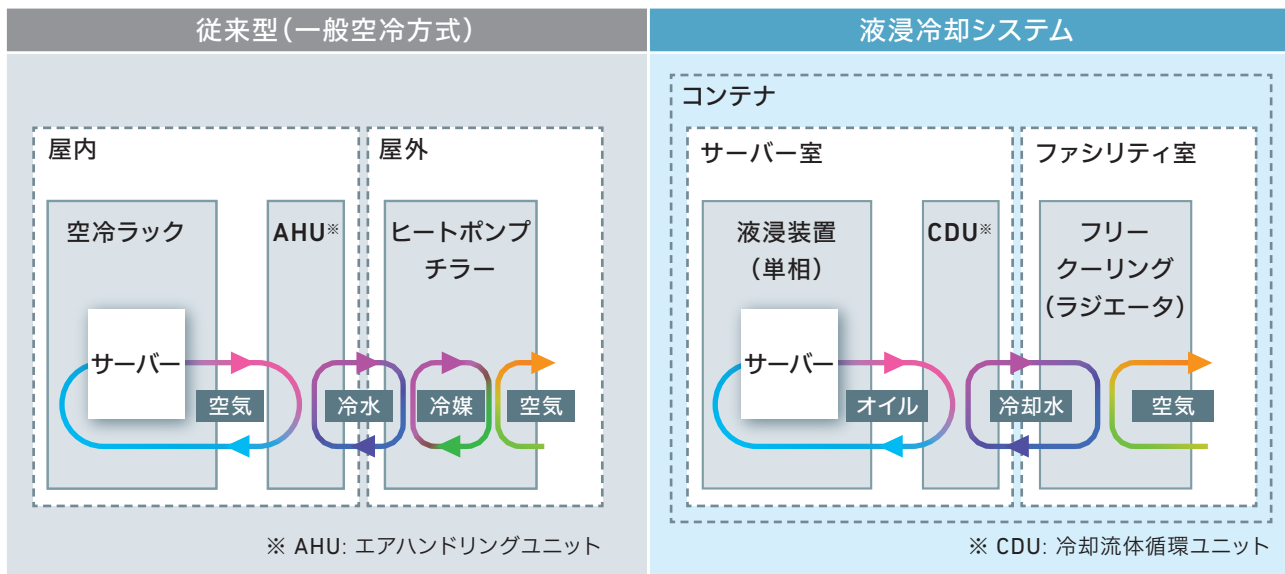 従来型(一般空冷方式)
屋内
屋外
空冷ラック
AHU※
ヒートポンプ
チラー
サーバー
空気
冷水
冷媒
空気
※ AHU: エアハンドリングユニット
液浸冷却システム
コンテナ
サーバー室
ファシリティ室
液浸装置
(単相)
CDU※
フリー
クーリング
(ラジエータ)
サーバー
オイル
冷却水
空気
※ CDU: 冷却流体循環ユニット